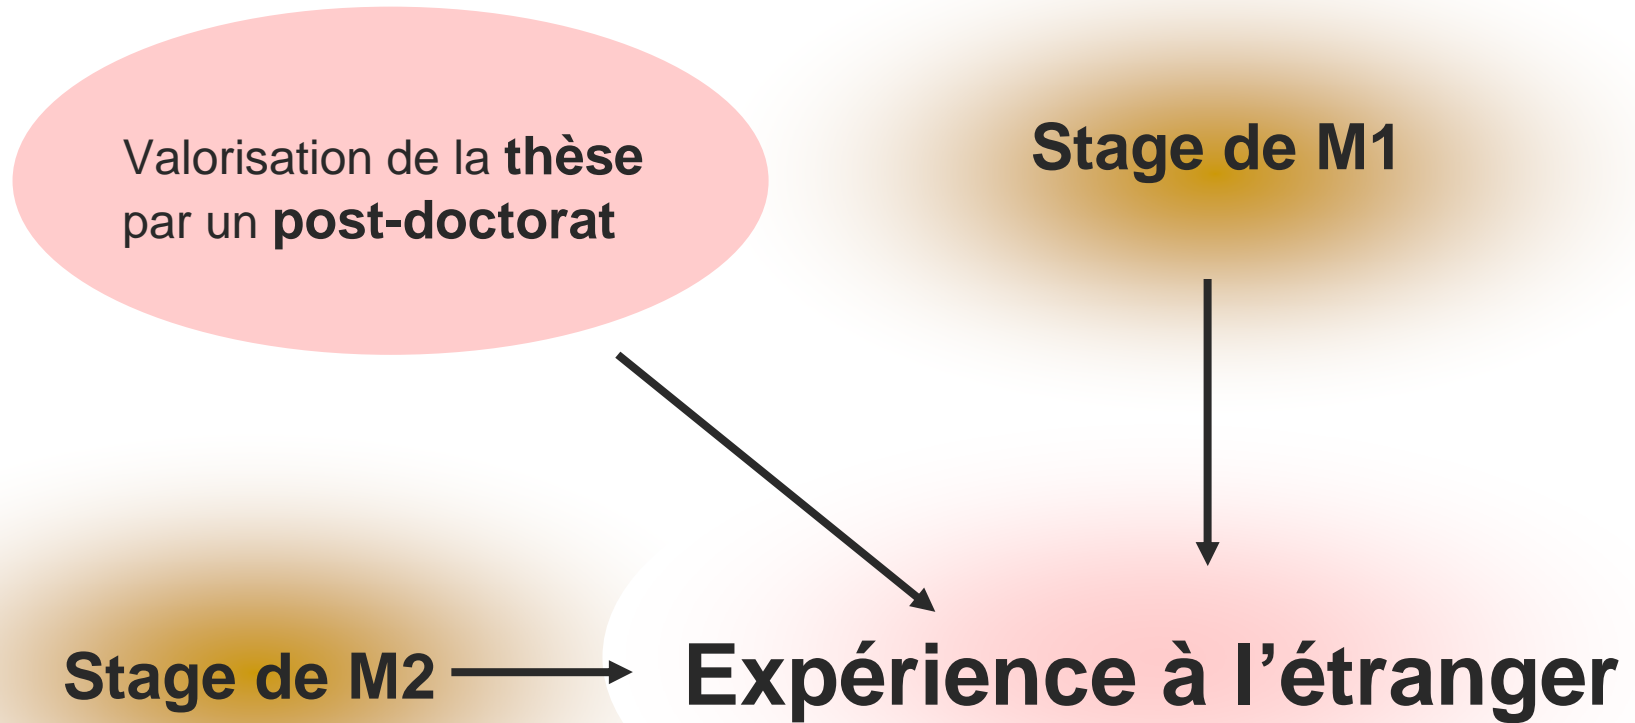 Valorisation de la thèse
par un post-doctorat
Stage de M1
Stage de M2
Expérience à l’étranger